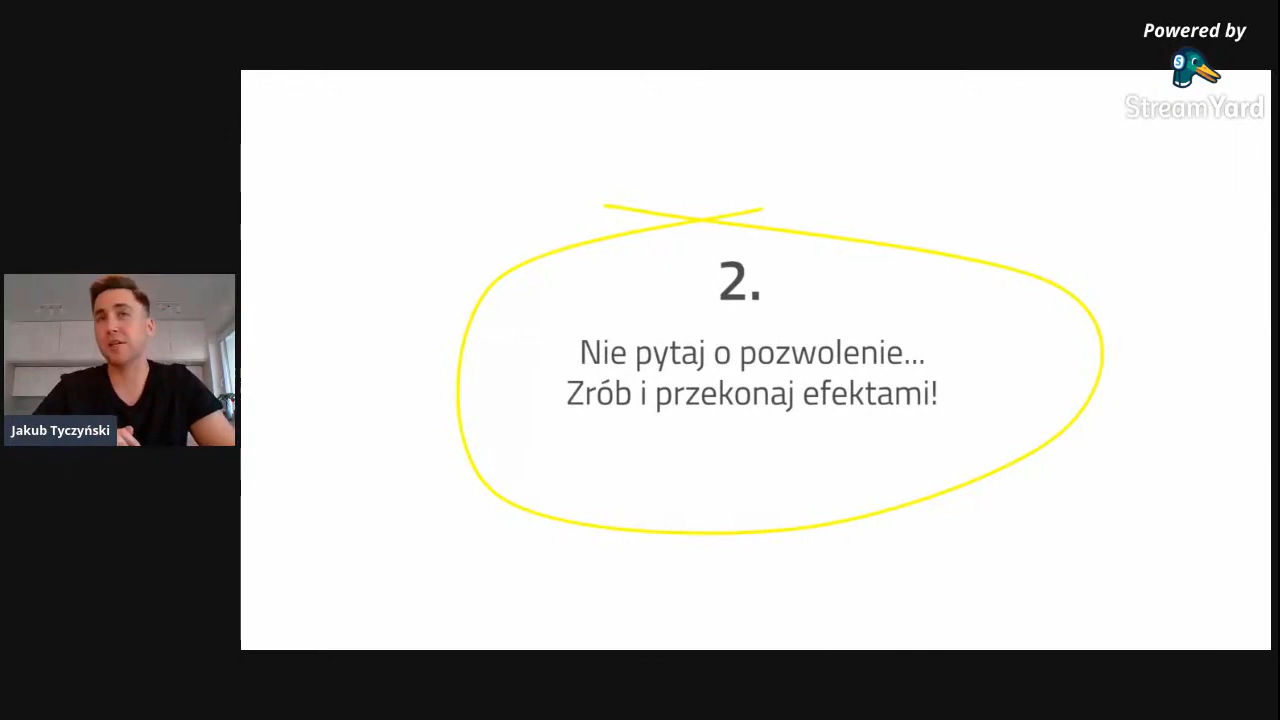 Powered by
StreamYard
2.
Nie pytaj o pozwolenie...
Zrób i przekonaj efektami!
Jakub Tyczyński